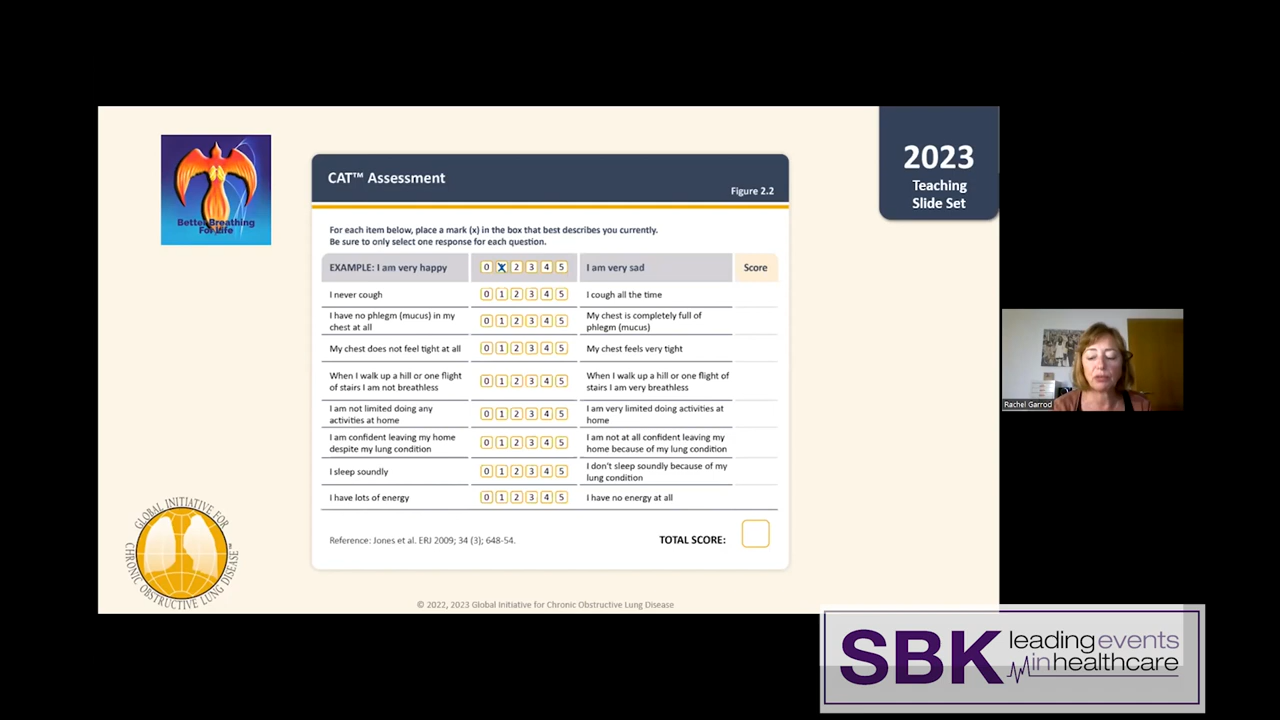 2023
Teaching
Slide Set
Better Breathing
For Life
CAT™ Assessment
Figure 2.2
For each item below, place a mark (x) in the box that best describes you currently.
Be sure to only select one response for each question.
EXAMPLE: I am very happy 0 X 2 3 4 5 I am very sad Score
I never cough 0 1 2 3 4 5 I cough all the time
I have no phlegm (mucus) in my
chest at all
0 1 2 3 4 5
My chest is completely full of
phlegm (mucus)
My chest does not feel tight at all 0 1 2 3 4 5 My chest feels very tight
When I walk up a hill or one flight
of stairs I am not breathless
0 1 2 3 4 5
When I walk up a hill or one flight of
stairs I am very breathless
I am not limited doing any
activities at home
0 1 2 3 4 5
I am very limited doing activities at
home
I am confident leaving my home
despite my lung condition
0 1 2 3 4 5
I am not at all confident leaving my
home because of my lung condition
I sleep soundly
0 1 2 3 4 5
I don't sleep soundly because of my
lung condition
I have lots of energy 0 1 2 3 4 5 I have no energy at all
Reference: Jones et al. ERJ 2009; 34 (3); 648-54.
TOTAL SCORE:
GLOBAL INITIATIVE FOR
CHRONIC OBSTRUCTIVE LUNG DISEASE
© 2022, 2023 Global Initiative for Chronic Obstructive Lung Disease
Rachel Garrod
SBK leading events
in healthcare